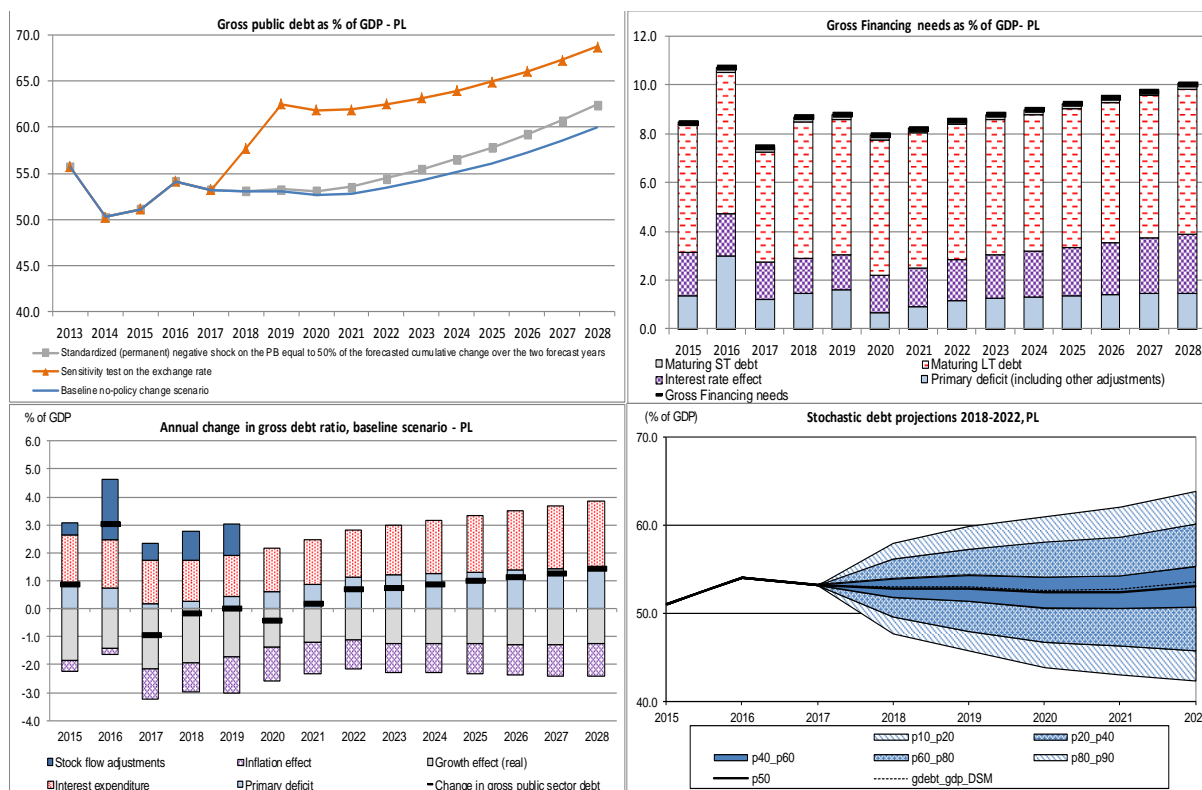 Gross public debt as % of GDP - PL
70.0
65.0
60.0
55.0
50.0
45.0
40.0
2013 2014 2015 2016 2017 2018 2019 2020 2021 2022 2023 2024 2025 2026 2027 2028
Standardized (permanent) negative shock on the PB equal to 50% of the forecasted cumulative change over the two forecast years
Sensitivity test on the exchange rate
Baseline no-policy change scenario
Gross Financing needs as % of GDP- PL
12.0
10.0
8.0
6.0
4.0
2.0
0.0
2015 2016 2017 2018 2019 2020 2021 2022 2023 2024 2025 2026 2027 2028
Maturing ST debt Maturing LT debt
Interest rate effect Primary deficit (including other adjustments)
Gross Financing needs
% of GDP
Annual change in gross debt ratio, baseline scenario - PL
6.0
5.0
4.0
3.0
2.0
1.0
0.0
-1.0
-2.0
-3.0
-4.0
2015 2016 2017 2018 2019 2020 2021 2022 2023 2024 2025 2026 2027 2028
Stock flow adjustments Inflation effect Growth effect (real)
Interest expenditure Primary deficit Change in gross public sector debt
(% of GDP)
Stochastic debt projections 2018-2022, PL
70.0
60.0
50.0
40.0
2015 2016 2017 2018 2019 2020 2021 202
p10_p20 p20_p40
p40_p60 p60_p80 p80_p90
p50 gdebt_gdp_DSM